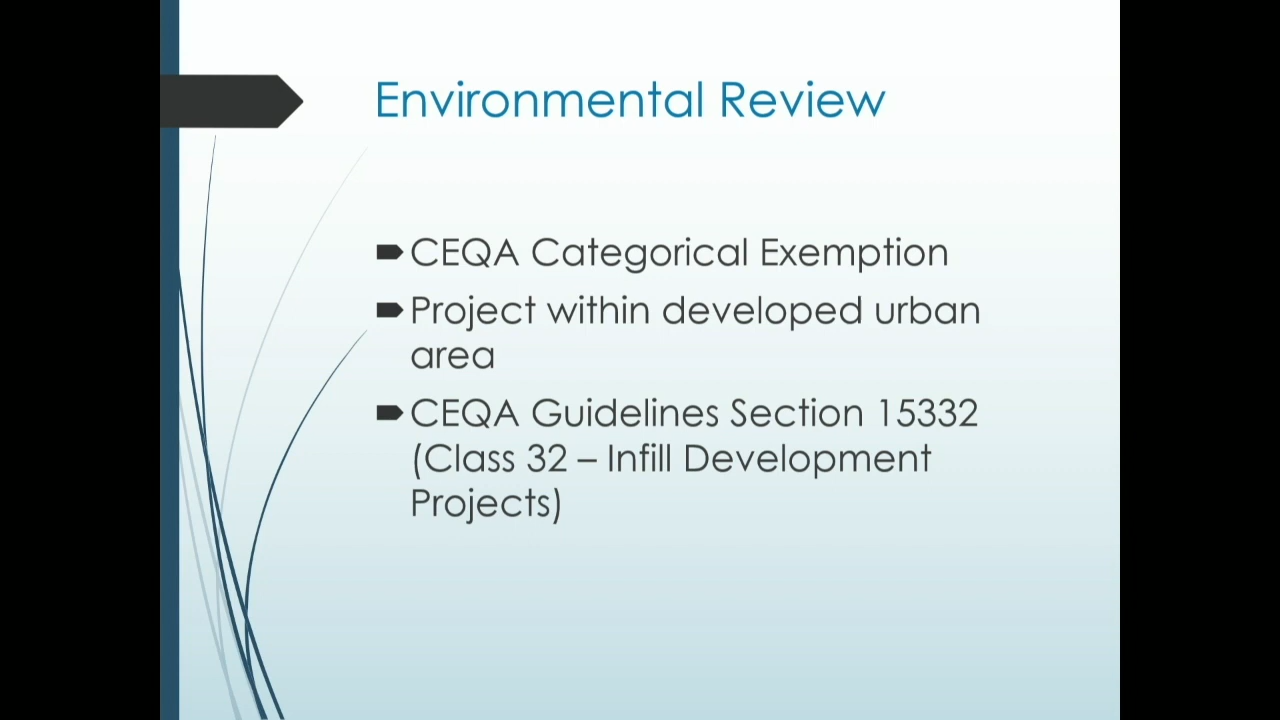 Environmental Review
CEQA Categorical Exemption
Project within developed urban
area
CEQA Guidelines Section 15332
(Class 32 – Infill Development
Projects)